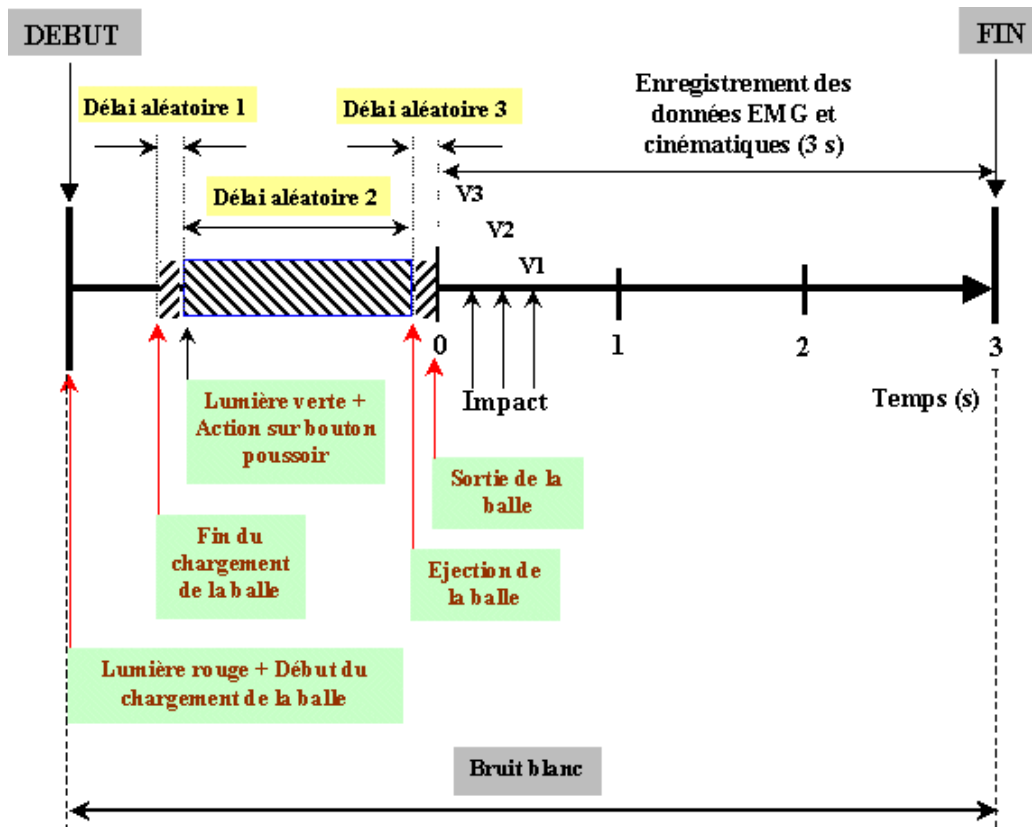 DEBUT
FIN
Délai aléatoire 1
Délai aléatoire 3
Enregistrement des
données EMG et
cinématiques (3 s)
Délai aléatoire 2
V3
V2
V1
0
1
2
3
Impact
Temps (s)
Lumière verte +
Action sur bouton
poussoir
Sortie de la
balle
Fin du
chargement
de la balle
Ejection de
la balle
Lumière rouge + Début du
chargement de la balle
Bruit blanc